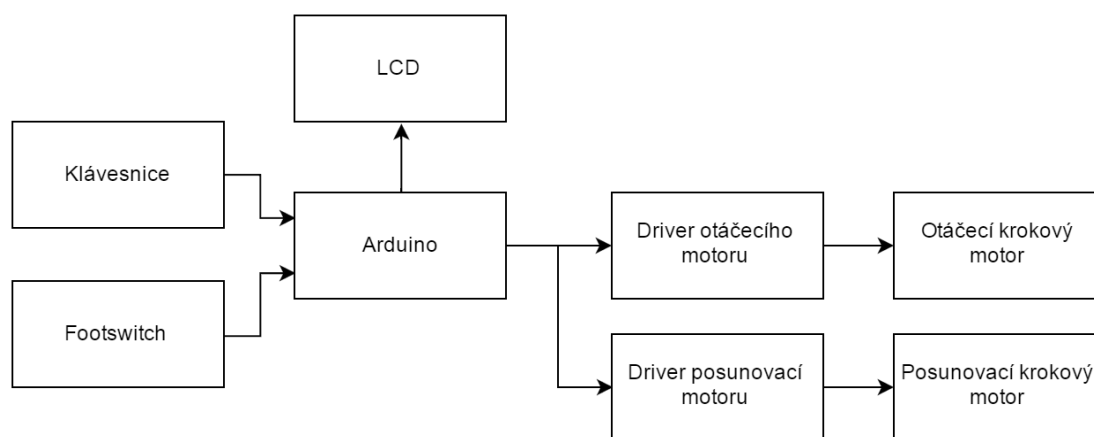 LCD
Klávesnice
Arduino
Driver otáčecího
motoru
Otáčecí krokový
motor
Footswitch
Driver posunovací
motoru
Posunovací krokový
motor